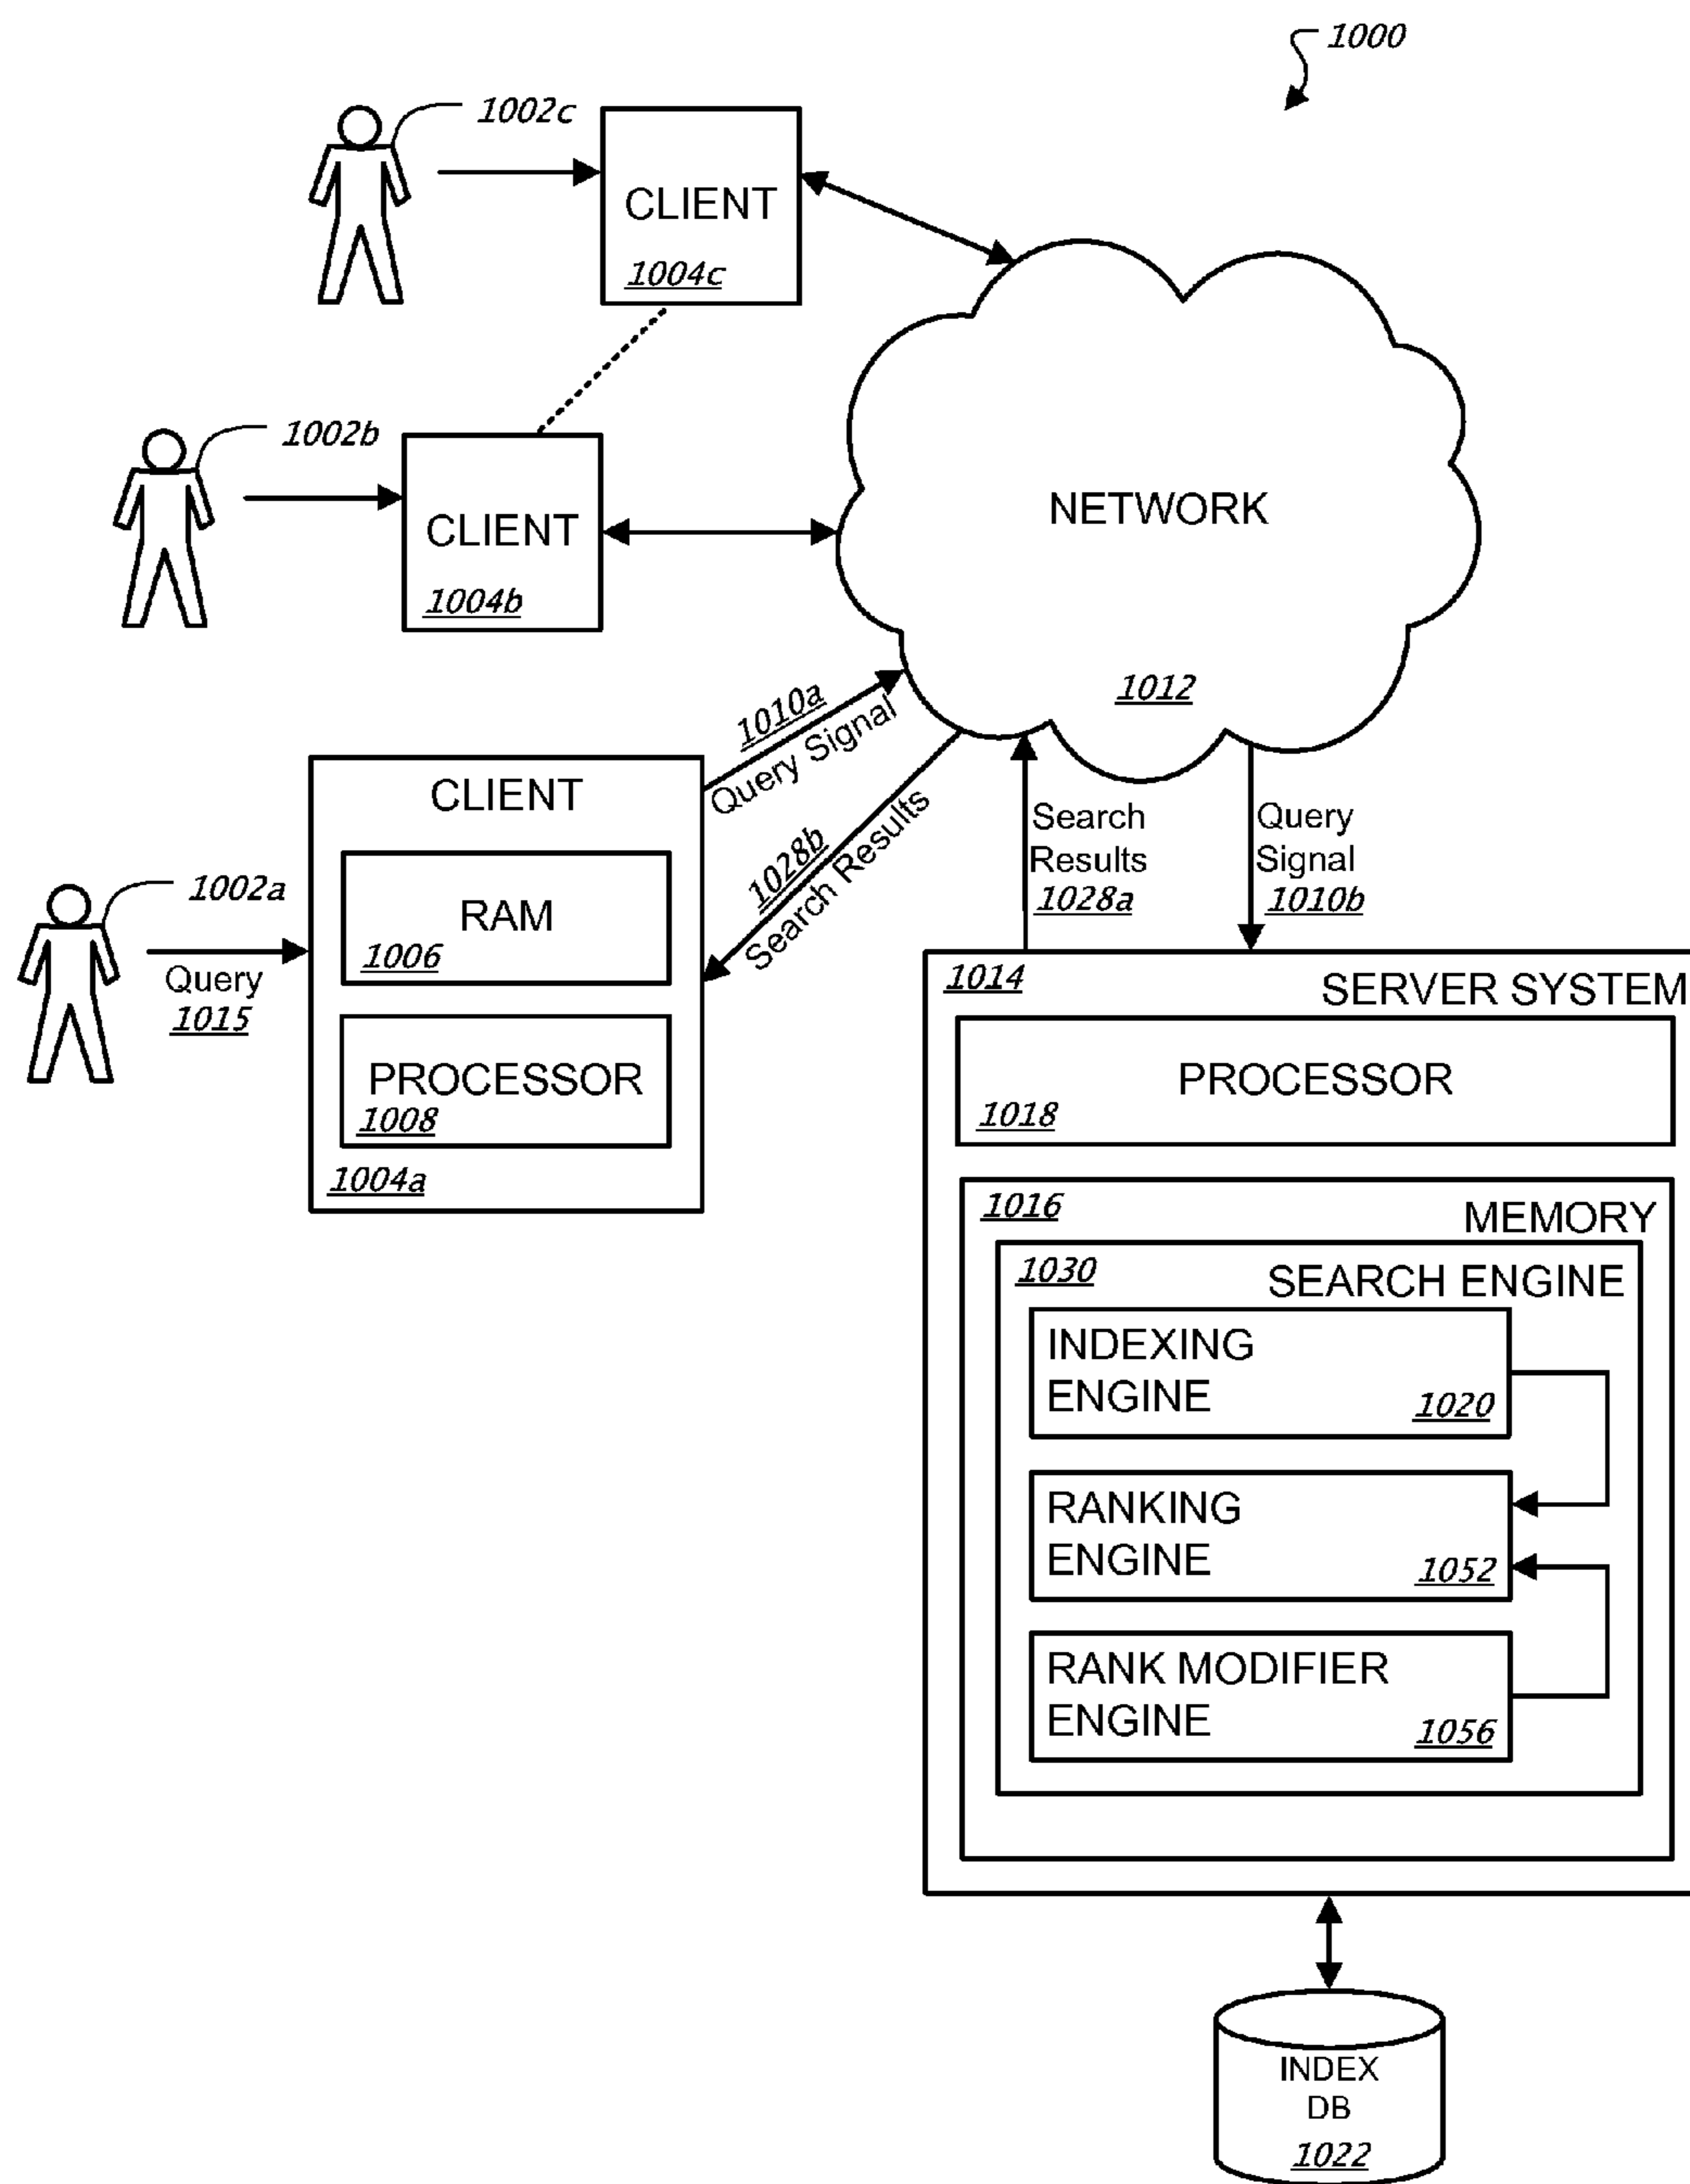 1000
1002c
CLIENT
1004c
1002b
CLIENT
1004b
NETWORK
1012
1010a
Query Signal
1028b
Search Results
Search
Results
1028a
Query
Signal
1010b
1002a
Query
1015
CLIENT
RAM
1006
PROCESSOR
1008
1004a
1014
SERVER SYSTEM
PROCESSOR
1018
1016
MEMORY
1030
SEARCH ENGINE
INDEXING
ENGINE
1020
RANKING
ENGINE
1052
RANK MODIFIER
ENGINE
1056
INDEX
DB
1022